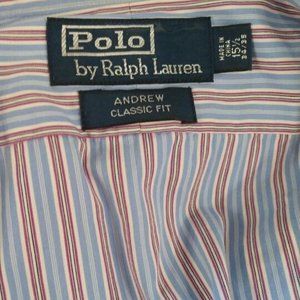 Polo
by Ralph Lauren
MADE IN
CHINA
15½
34/35
ANDREW
CLASSIC FIT